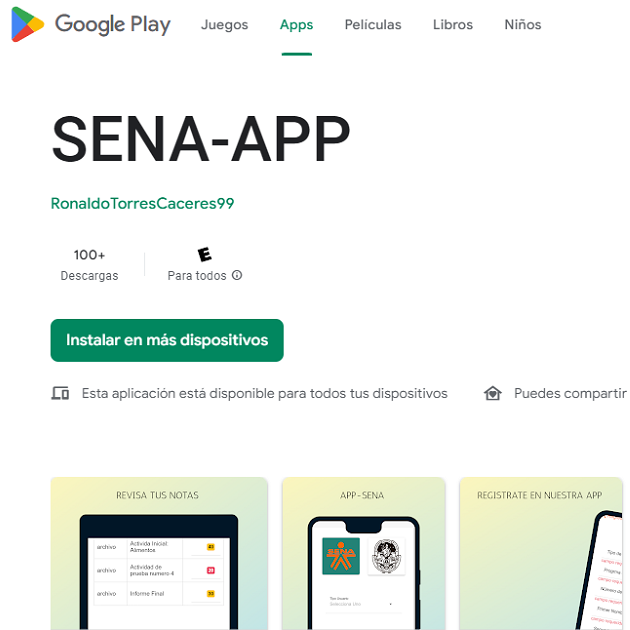 Google Play Juegos Apps Películas Libros Niños
SENA-APP
RonaldoTorresCaceres99
100+ E
Descargas Para todos
Instalar en más dispositivos
Esta aplicación está disponible para todos tus dispositivos Puedes compartir
REVISA TUS NOTAS APP-SENA REGISTRATE EN NUESTRA APP
archivo Activida Inicial Alimentos
archivo Actividad de prueba numero 4
archivo Informe Final
SENA